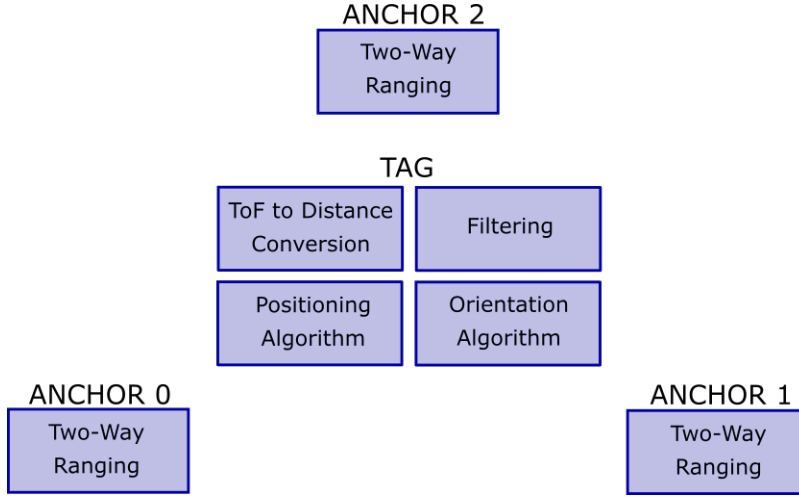 ANCHOR 2
Two-Way
Ranging
TAG
ToF to Distance
Conversion
Filtering
Positioning
Algorithm
Orientation
Algorithm
ANCHOR 0
Two-Way
Ranging
ANCHOR 1
Two-Way
Ranging